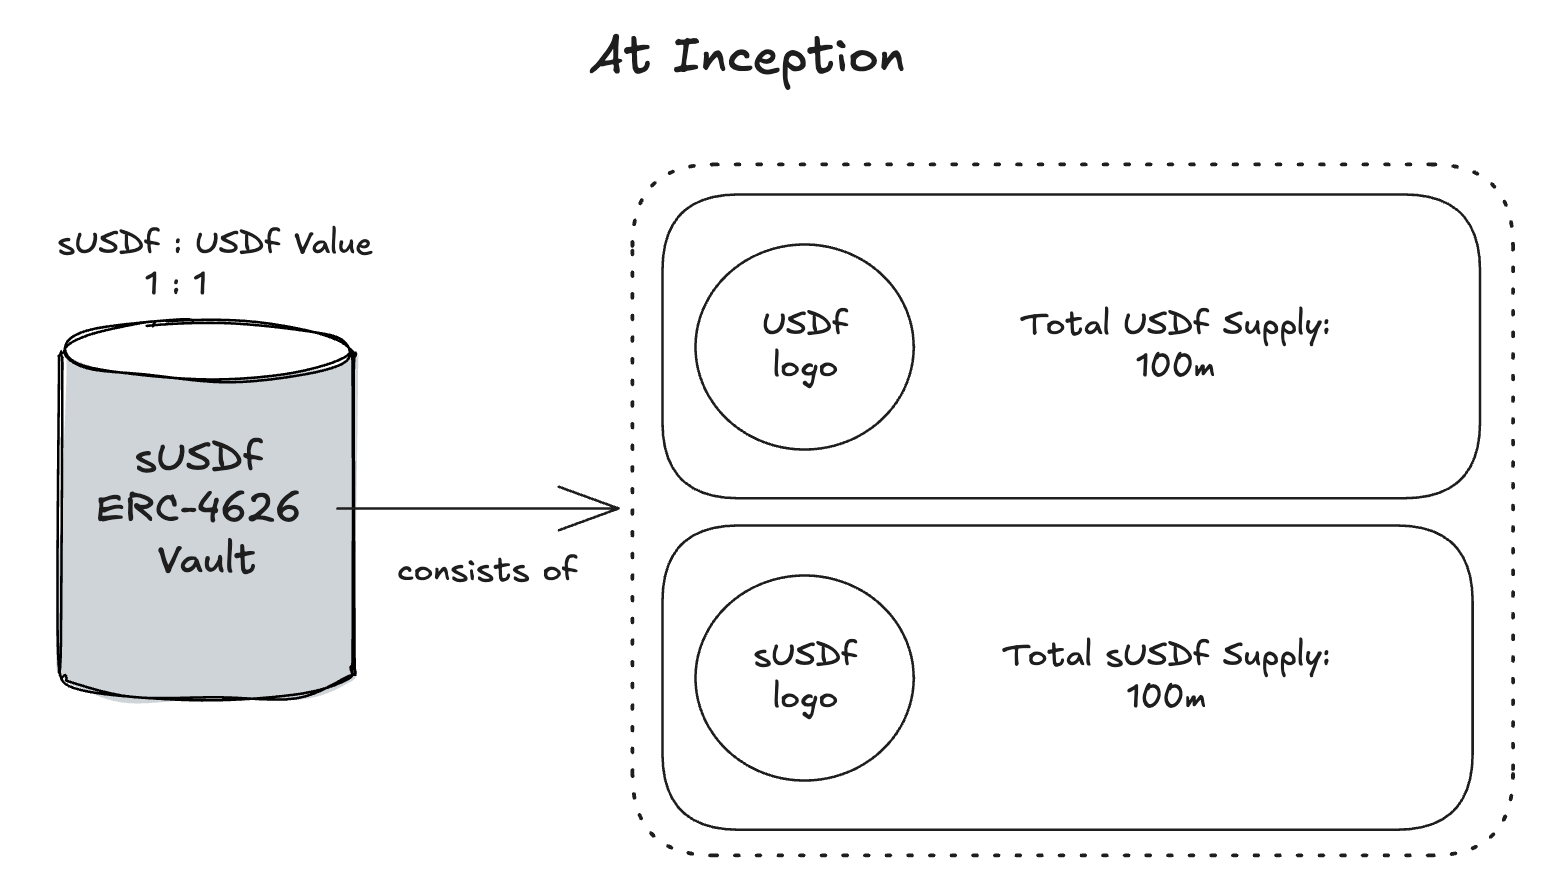 At Inception
sUSDf : USDf Value
1 : 1
sUSDf
ERC-4626
Vault
consists of
USDf
logo
Total USDf Supply:
100m
sUSDf
logo
Total sUSDf Supply:
100m